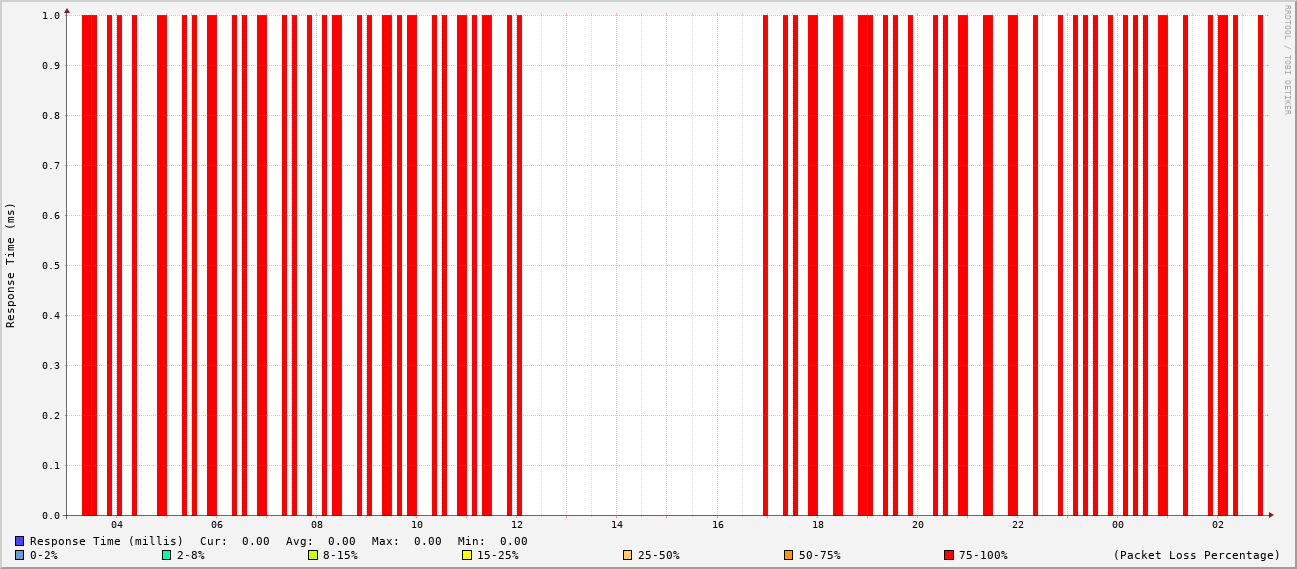 1.0
0.9
0.8
0.7
0.6
0.5
0.4
0.3
0.2
0.1
0.0
Response Time (ms)
04 06 08 10 12 14 16 18 20 22 00 02
RRDTOOL / TOBI OETIKER
Response Time (millis) Cur: 0.00 Avg: 0.00 Max: 0.00 Min: 0.00
0-2% 2-8% 8-15% 15-25% 25-50% 50-75% 75-100% (Packet Loss Percentage)